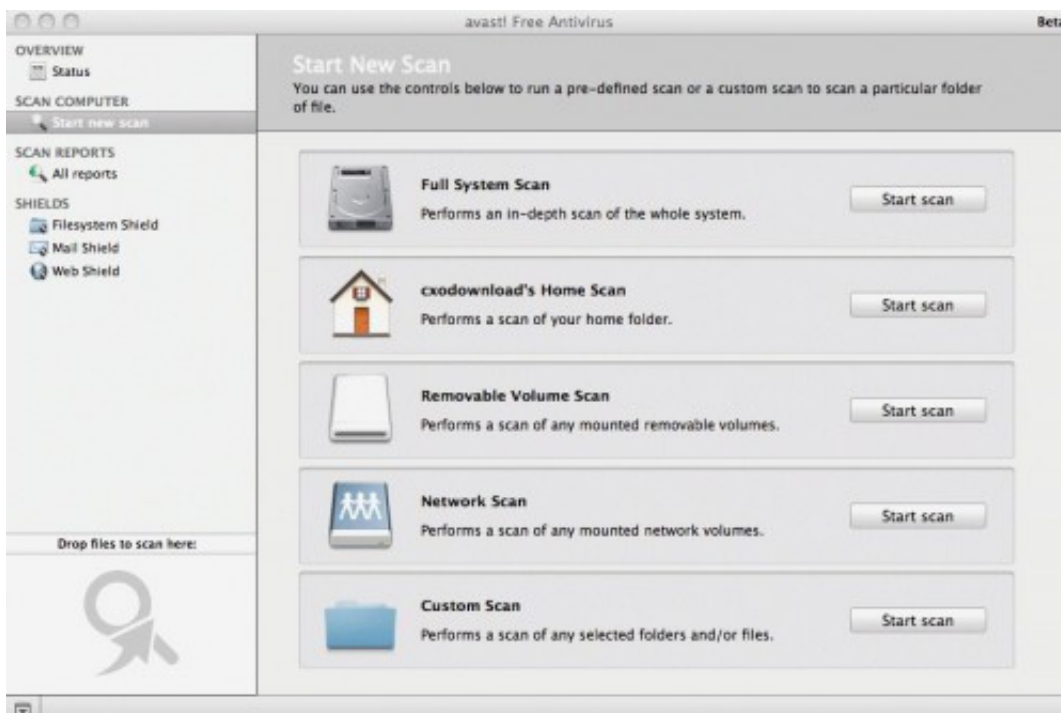 avast! Free Antivirus
Beta
OVERVIEW
Status
SCAN COMPUTER
Start new scan
SCAN REPORTS
All reports
SHIELDS
Filesystem Shield
Mail Shield
Web Shield
Drop files to scan here:
Start New Scan
You can use the controls below to run a pre-defined scan or a custom scan to scan a particular folder
of file.
Full System Scan
Performs an in-depth scan of the whole system.
Start scan
cxodownload's Home Scan
Performs a scan of your home folder.
Start scan
Removable Volume Scan
Performs a scan of any mounted removable volumes.
Start scan
Network Scan
Performs a scan of any mounted network volumes.
Start scan
Custom Scan
Performs a scan of any selected folders and/or files.
Start scan